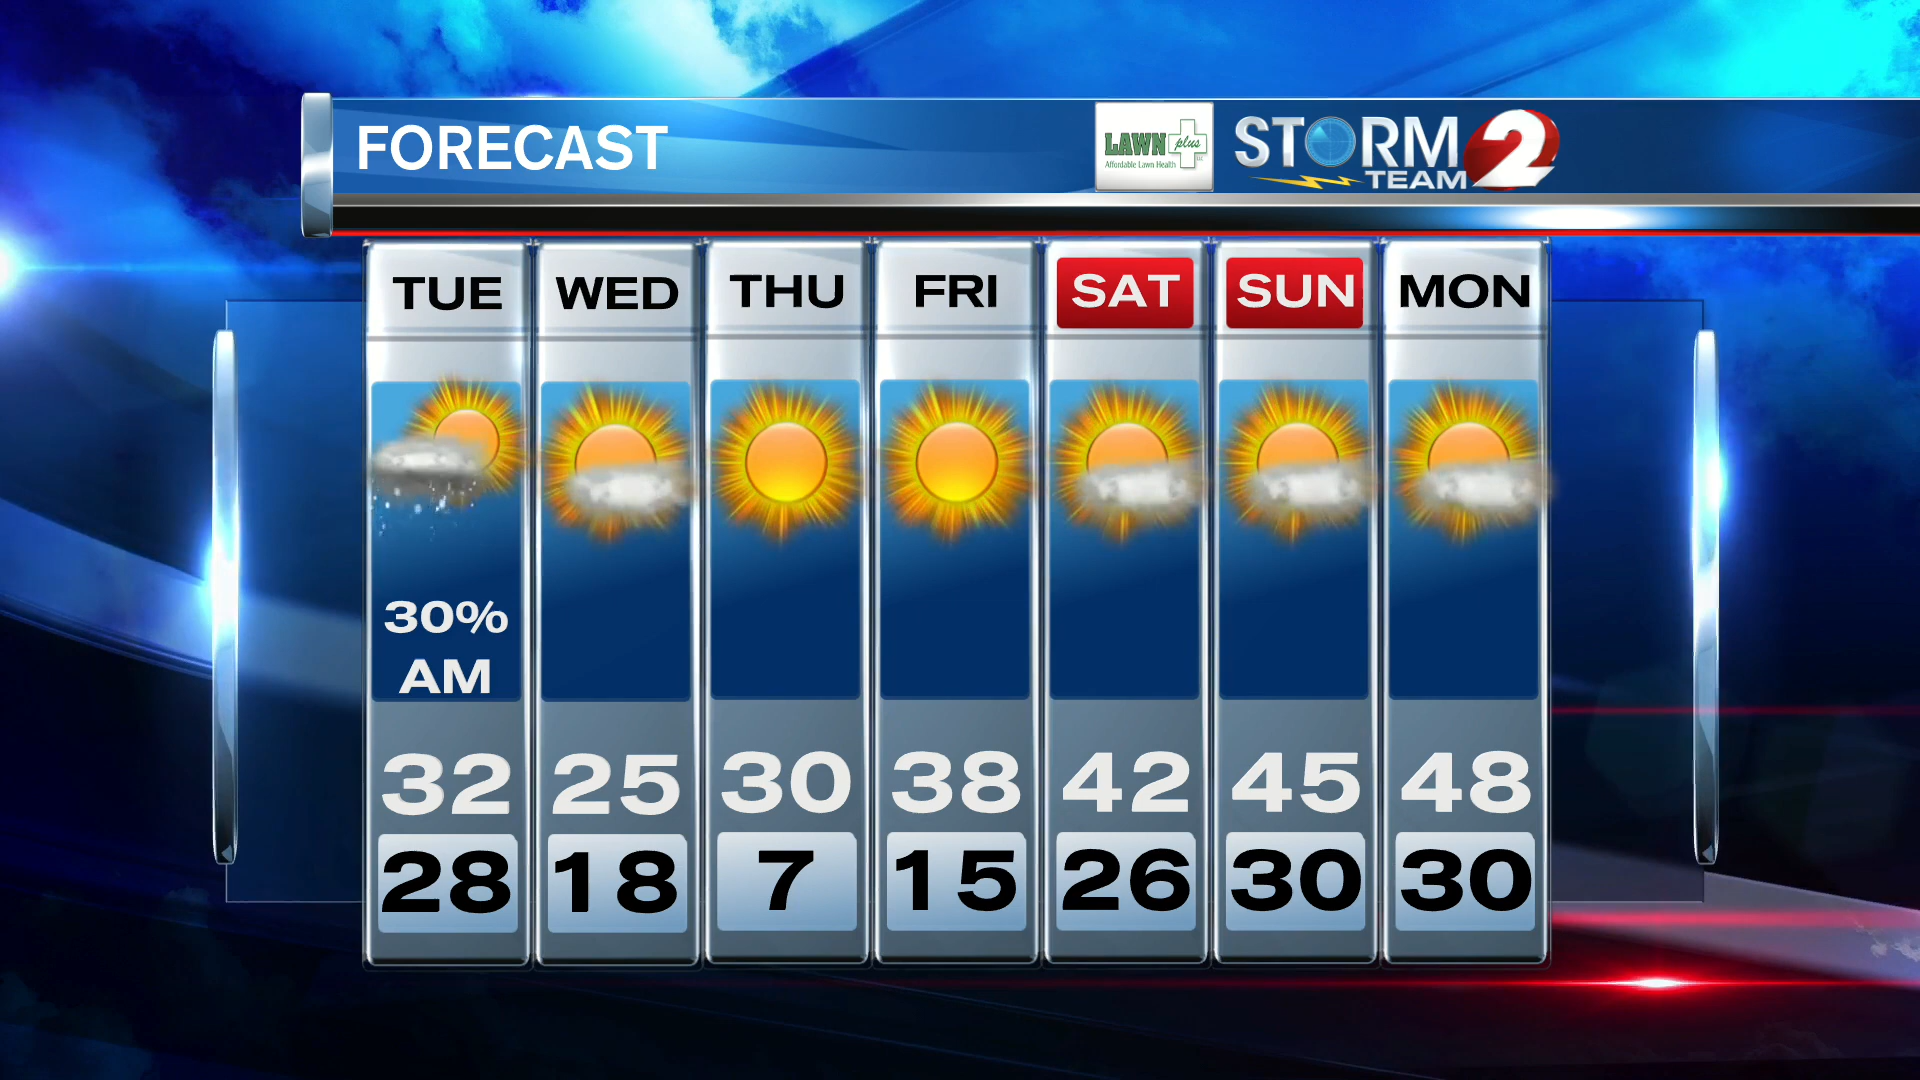 FORECAST
LAWN plus
Affordable Lawn Health
STORM 2
TEAM
TUE WED THU FRI SAT SUN MON
30%
AM
32 25 30 38 42 45 48
28 18 7 15 26 30 30